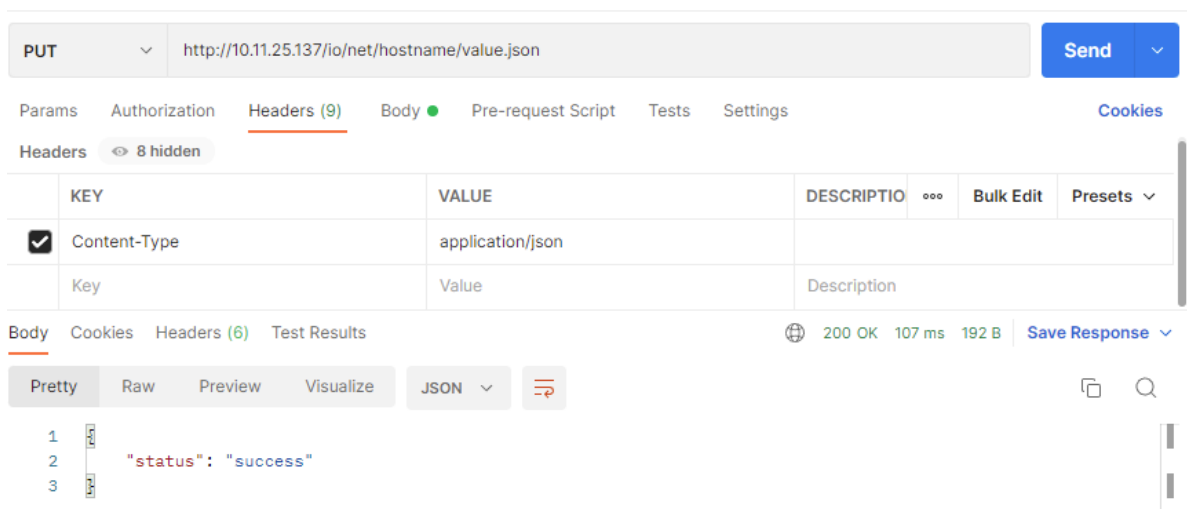 PUT http://10.11.25.137/io/net/hostname/value.json Send
Params Authorization Headers (9) Body Pre-request Script Tests Settings Cookies
Headers 8 hidden
KEY VALUE DESCRIPTIO ooo Bulk Edit Presets
Content-Type application/json
Key Value Description
Body Cookies Headers (6) Test Results 200 OK 107 ms 192 B Save Response
Pretty Raw Preview Visualize JSON
1 {
2 "status": "success"
3 }